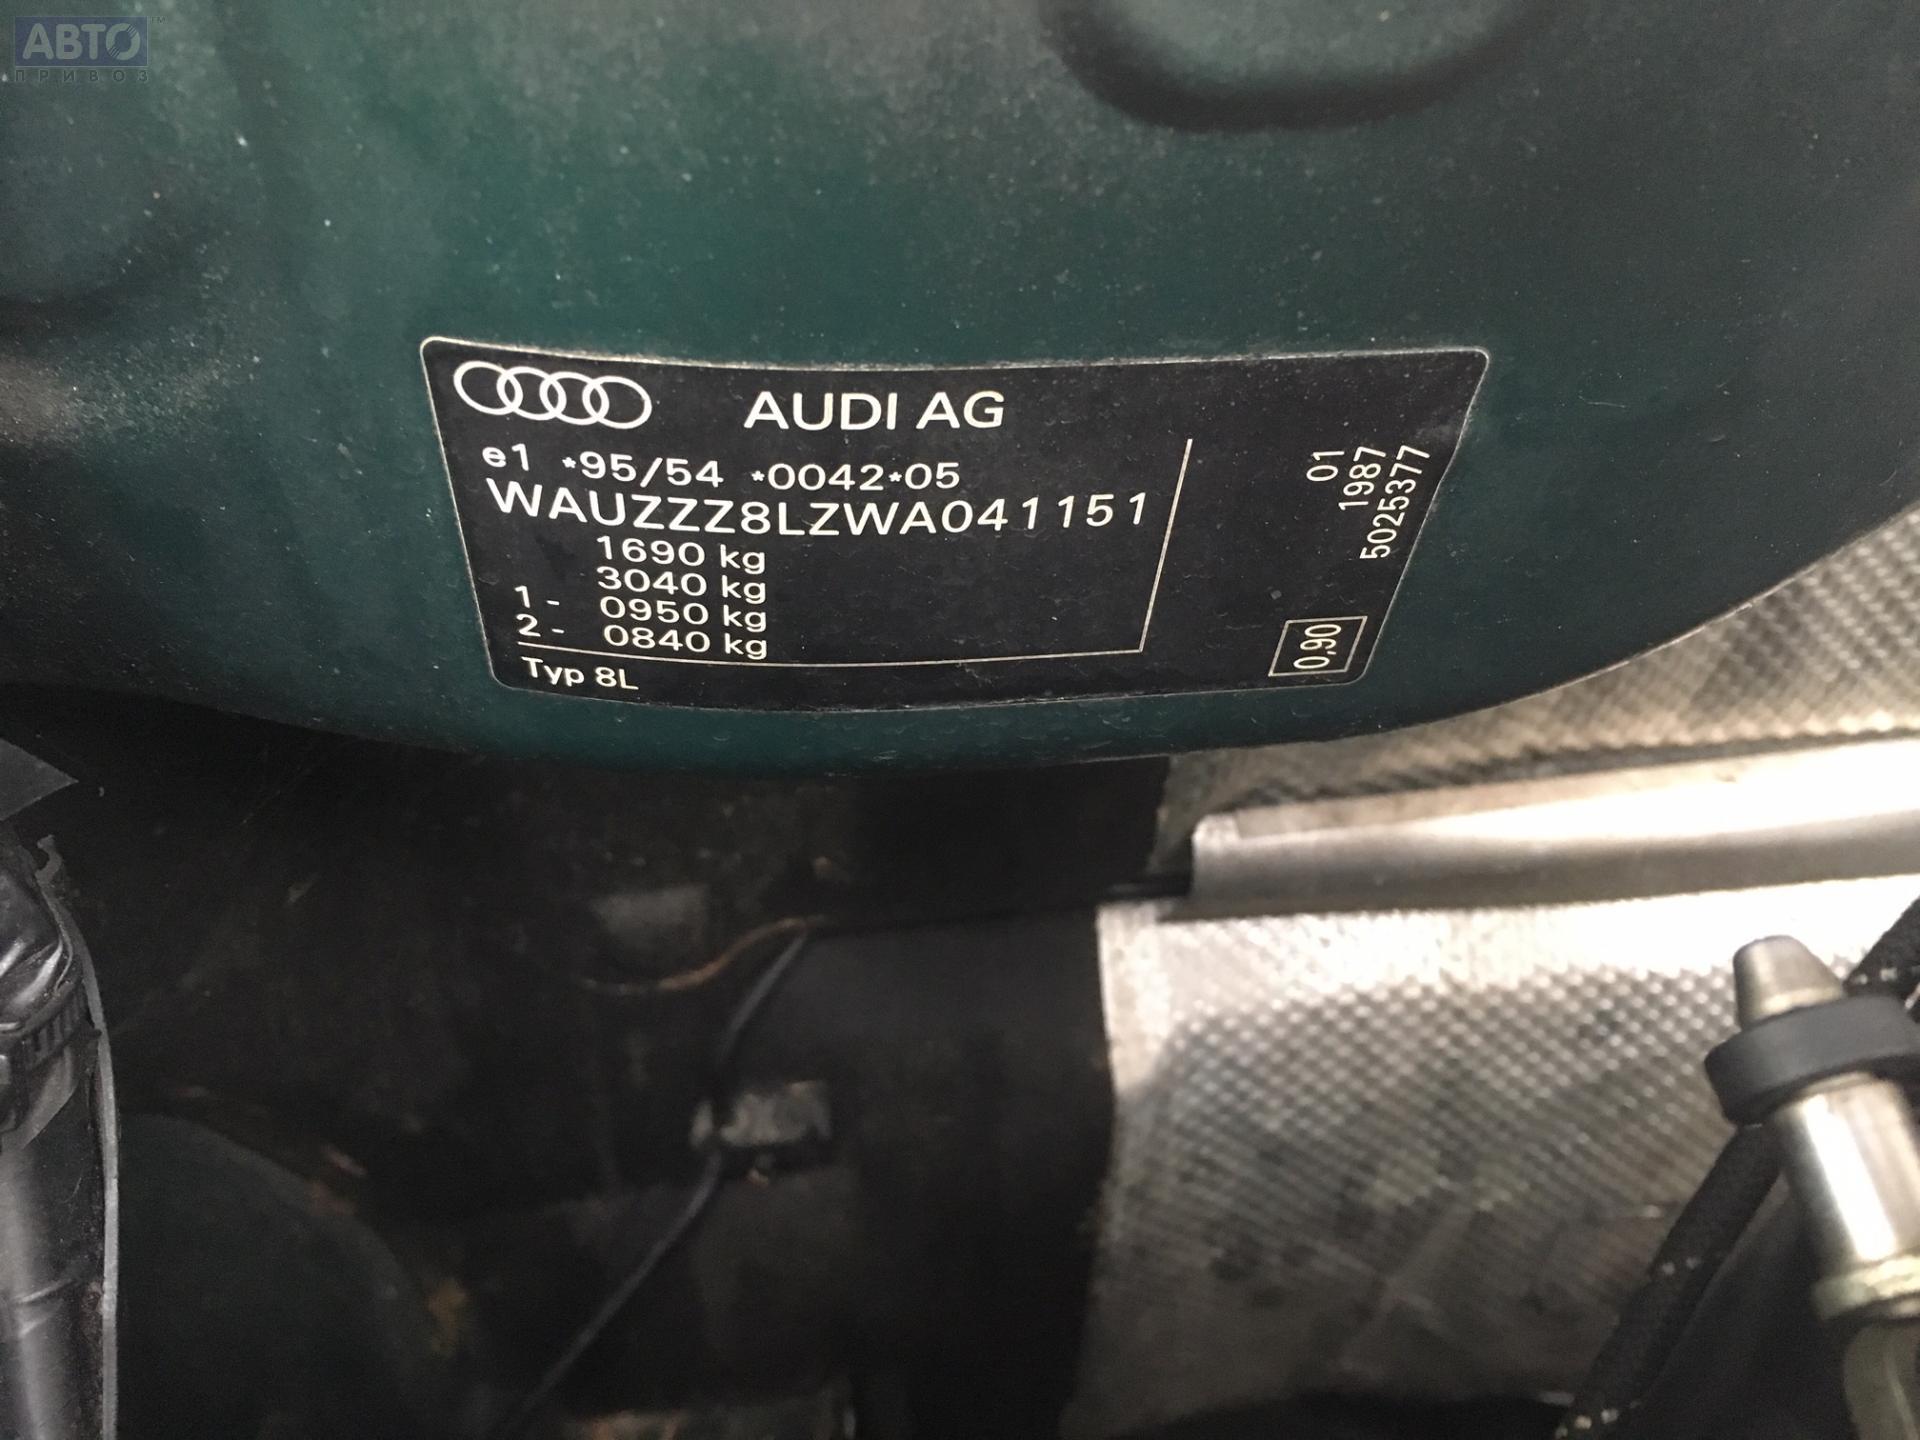 АВТО™
ПРИВОЗ
AUDI AG
e1 *95/54 *0042*05
WAUZZZ8LZWA041151
1690 kg
3040 kg
1- 0950 kg
2- 0840 kg
Typ 8L
01
1987
5025377
0,90